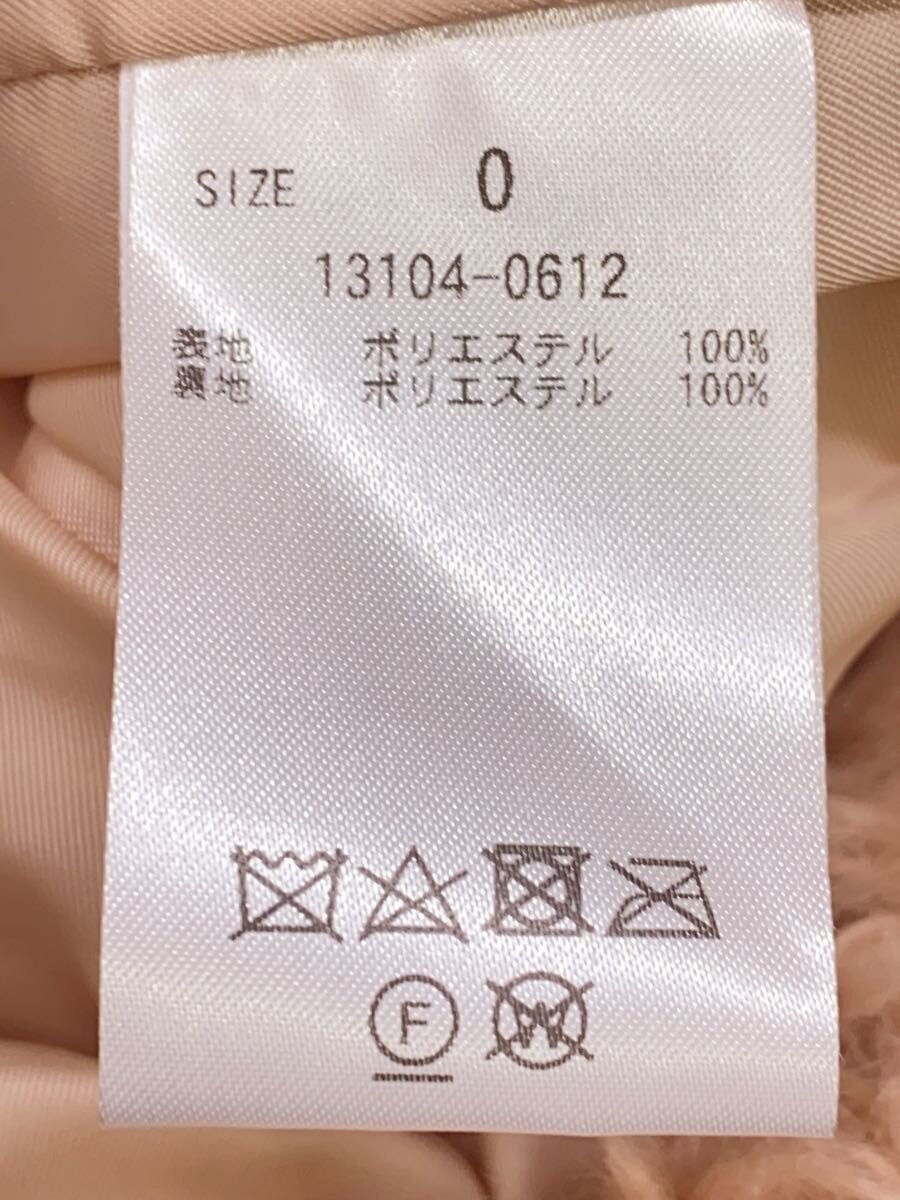 SIZE 0
13104-0612
表地 ポリエステル 100%
裏地 ポリエステル 100%
F
W